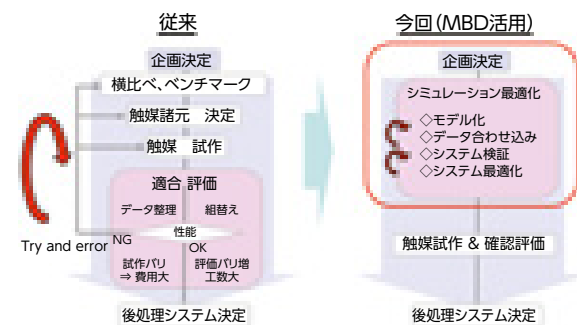 従来
企画決定
横比べ、ベンチマーク
触媒諸元 決定
触媒 試作
適合 評価
データ整理 組替え
性能
Try and error NG
OK
試作バリ
⇒ 費用大
評価バリ増
工数大
後処理システム決定
今回(MBD活用)
企画決定
シミュレーション最適化
◇モデル化
◇データ合わせ込み
◇システム検証
◇システム最適化
触媒試作 & 確認評価
後処理システム決定